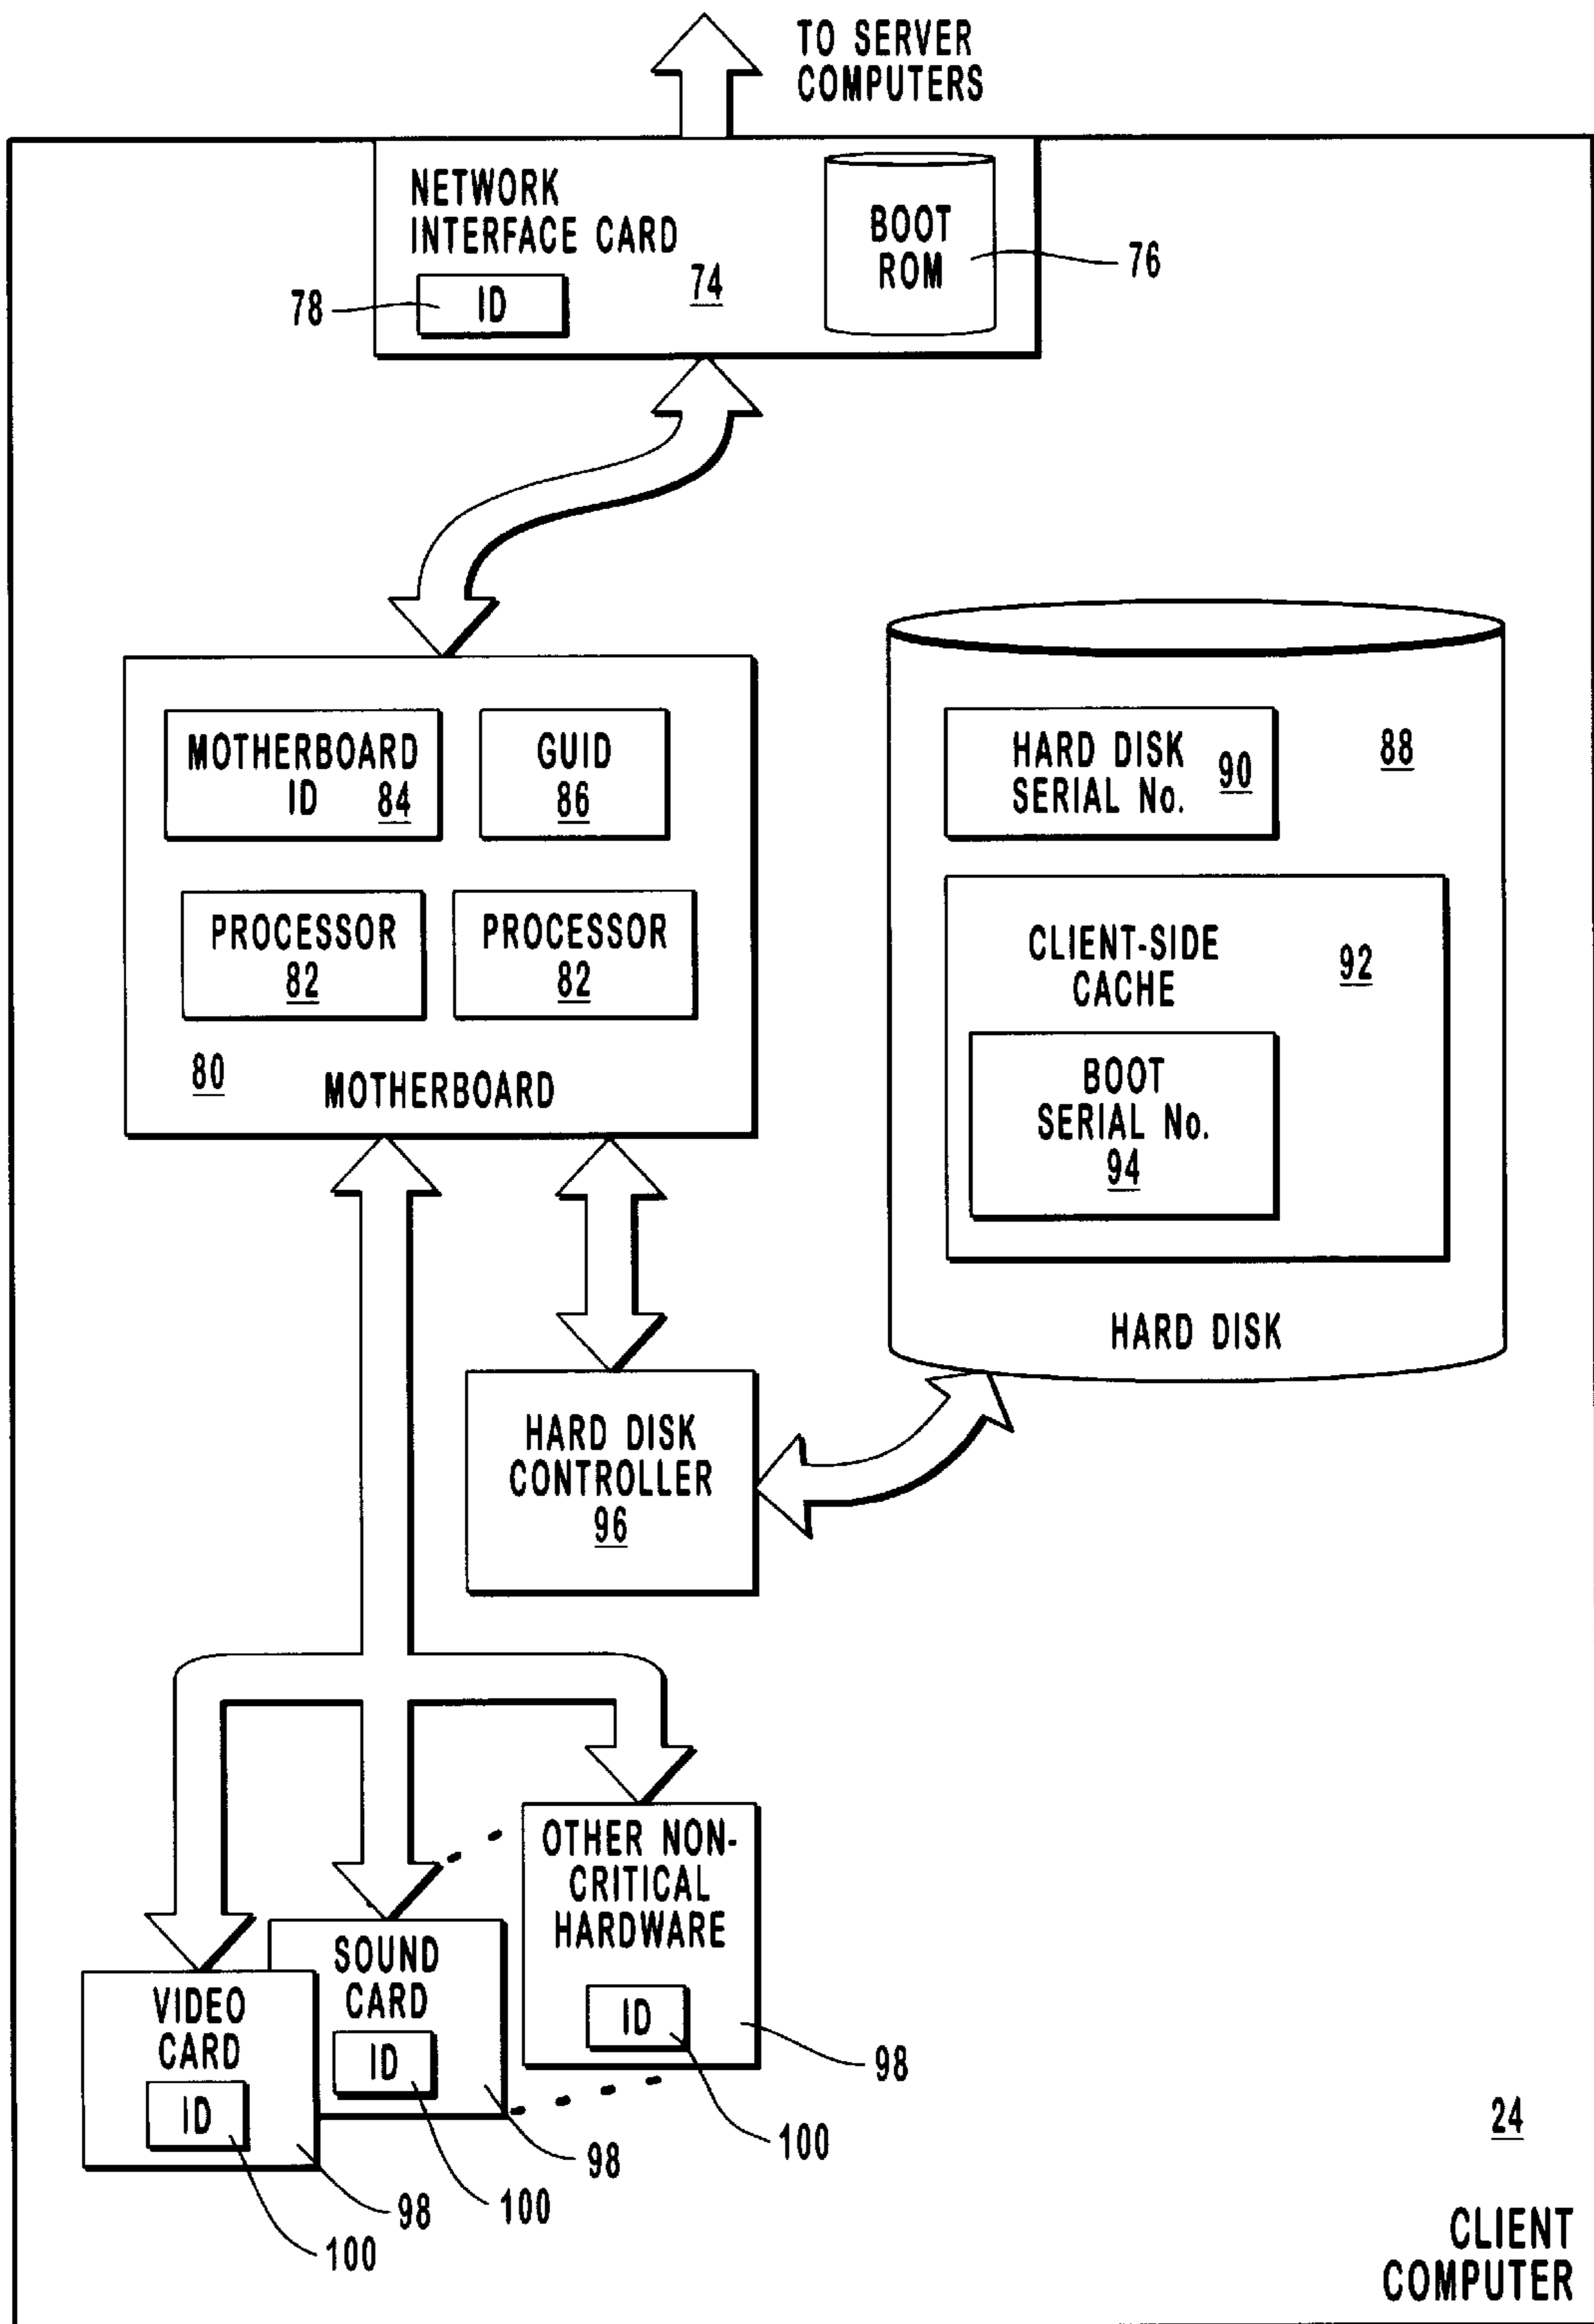 TO SERVER
COMPUTERS
NETWORK
INTERFACE CARD
74
78
ID
BOOT
ROM
76
MOTHERBOARD
ID 84
GUID
86
PROCESSOR
82
PROCESSOR
82
80
MOTHERBOARD
HARD DISK
SERIAL No.
90
88
CLIENT-SIDE
CACHE
92
BOOT
SERIAL No.
94
HARD DISK
HARD DISK
CONTROLLER
96
OTHER NON-
CRITICAL
HARDWARE
ID
98
100
SOUND
CARD
ID
98
100
VIDEO
CARD
ID
98
100
24
CLIENT
COMPUTER